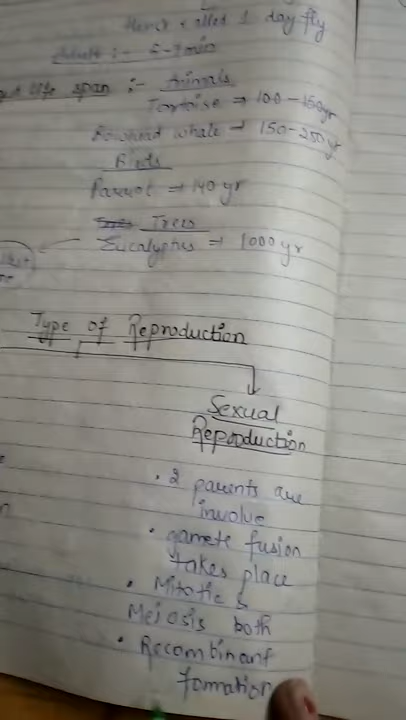 Hence called 1 day fly
Adult :- 5-7 min
life span :- Animals
Tortoise ⇒ 100-150 yr
Bowhead whale → 150-250 yr
Birds
Parrot ⇒ 140 yr
Trees
Eucalyptus ⇒ 1000 yr
Type of Reproduction
Sexual
Reproduction
• 2 parents are
involve
• gamete fusion
takes place
• Mitotic &
Meiosis both
• Recombinant
formation